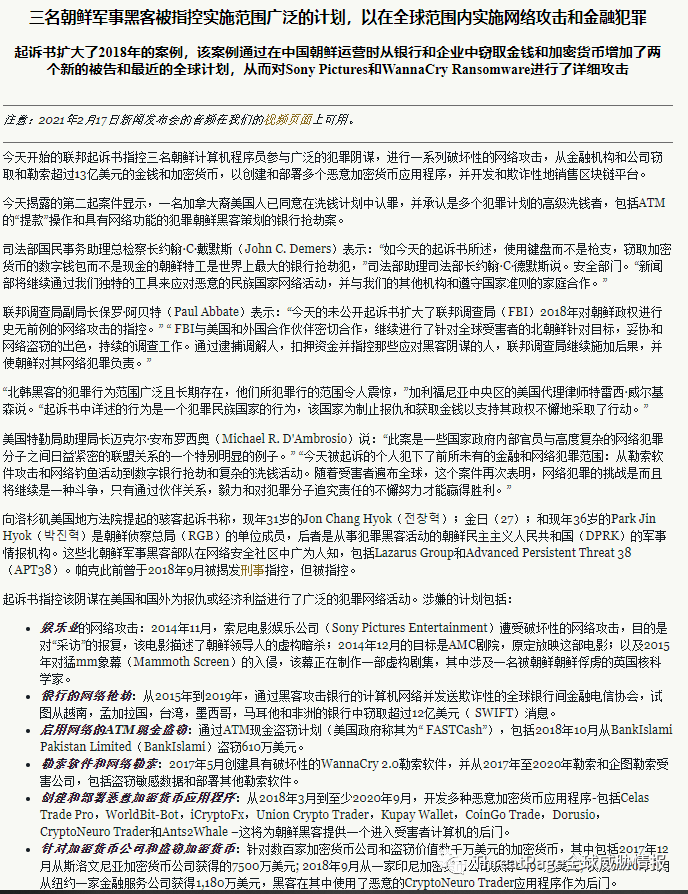 三名朝鲜军事黑客被指控实施范围广泛的计划，以在全球范围内实施网络攻击和金融犯罪
起诉书扩大了2018年的案例，该案例通过在中国朝鲜运营时从银行和企业中窃取金钱和加密货币增加了两
个新的被告和最近的全球计划，从而对Sony Pictures和WannaCry Ransomware进行了详细攻击
注意：2021年2月17日新闻发布会的音频在我们的视频页面上可用。
今天开始的联邦起诉书指控三名朝鲜计算机程序员参与广泛的犯罪阴谋，进行一系列破坏性的网络攻击，从金融机构和公司窃
取和勒索超过13亿美元的金钱和加密货币，以创建和部署多个恶意加密货币应用程序，并开发和欺诈性地销售区块链平台。
今天揭露的第二起案件显示，一名加拿大裔美国人已同意在洗钱计划中认罪，并承认是多个犯罪计划的高级洗钱者，包括ATM
的“提款”操作和具有网络功能的犯罪朝鲜黑客策划的银行抢劫案。
司法部国民事务助理总检察长约翰·C·戴默斯（John C. Demers）表示：“如今天的起诉书所述，使用键盘而不是枪支，窃取加密
货币的数字钱包而不是现金的朝鲜特工是世界上最大的银行抢劫犯，”司法部助理司法部长约翰·C·德默斯说。安全部门。“新闻
部将继续通过我们独特的工具来应对恶意的民族国家网络活动，并与我们的其他机构和遵守国家准则的家庭合作。”
联邦调查局副局长保罗·阿贝特（Paul Abbate）表示：“今天的未公开起诉书扩大了联邦调查局（FBI）2018年对朝鲜政权进行
史无前例的网络攻击的指控。” “ FBI与美国和外国合作伙伴密切合作，继续进行了针对全球受害者的北朝鲜针对目标，妥协和
网络盗窃的出色，持续的调查工作。通过逮捕调解人，扣押资金并指控那些应对黑客阴谋的人，联邦调查局继续施加后果，并
使朝鲜对其网络犯罪负责。”
“北韩黑客的犯罪行为范围广泛且长期存在，他们所犯罪行的范围令人震惊，”加利福尼亚中央区的美国代理律师特雷西·威尔基
森说。“起诉书中详述的行为是一个犯罪民族国家的行为，该国家为制止报仇和获取金钱以支持其政权不懈地采取了行动。”
美国特勤局助理局长迈克尔·安布罗西奥（Michael R. D'Ambrosio）说：“此案是一些国家政府内部官员与高度复杂的网络犯罪
分子之间日益紧密的联盟关系的一个特别明显的例子。” “今天被起诉的个人犯下了前所未有的金融和网络犯罪范围：从勒索软
件攻击和网络钓鱼活动到数字银行抢劫和复杂的洗钱活动。随着受害者遍布全球，这个案件再次表明，网络犯罪的挑战是而且
将继续是一种斗争，只有通过伙伴关系，毅力和对犯罪分子追究责任的不懈努力才能赢得胜利。”
向洛杉矶美国地方法院提起的骇客起诉书称，现年31岁的Jon Chang Hyok（전창혁）；金日（27）；和现年36岁的Park Jin
Hyok（박진혁）是朝鲜侦察总局（RGB）的单位成员，后者是从事犯罪黑客活动的朝鲜民主主义人民共和国（DPRK）的军事
情报机构。这些北朝鲜军事黑客部队在网络安全社区中广为人知，包括Lazarus Group和Advanced Persistent Threat 38
（APT38）。帕克此前曾于2018年9月被揭发刑事指控，但被指控。
起诉书指控该阴谋在美国和国外为报仇或经济利益进行了广泛的犯罪网络活动。涉嫌的计划包括：
• 娱乐业的网络攻击：2014年11月，索尼电影娱乐公司（Sony Pictures Entertainment）遭受破坏性的网络攻击，目的是
对“采访”的报复，该电影描述了朝鲜领导人的虚构暗杀；2014年12月的目标是AMC剧院，原定放映这部电影；以及2015
年对猛mm象幕（Mammoth Screen）的入侵，该幕正在制作一部虚构剧集，其中涉及一名被朝鲜朝鲜俘虏的英国核科
学家。
• 银行的网络抢劫：从2015年到2019年，通过黑客攻击银行的计算机网络并发送欺诈性的全球银行间金融电信协会，试
图从越南，孟加拉国，台湾，墨西哥，马耳他和非洲的银行中窃取超过12亿美元（ SWIFT）消息。
• 启用网络的ATM现金盗窃：通过ATM现金盗窃计划（美国政府称其为“ FASTCash”），包括2018年10月从BankIslami
Pakistan Limited（BankIslami）盗窃610万美元。
• 勒索软件和网络勒索：2017年5月创建具有破坏性的WannaCry 2.0勒索软件，并从2017年至2020年勒索和企图勒索受
害公司，包括盗窃敏感数据和部署其他勒索软件。
• 创建和部署恶意加密货币应用程序：从2018年3月到至少2020年9月，开发多种恶意加密货币应用程序-包括Celas
Trade Pro，WorldBit-Bot，iCryptoFx，Union Crypto Trader，Kupay Wallet，CoinGo Trade，Dorusio，
CryptoNeuro Trader和Ants2Whale –这将为朝鲜黑客提供一个进入受害者计算机的后门。
• 针对加密货币公司和盗窃加密货币：针对数百家加密货币公司和盗窃价值数千万美元的加密货币，其中包括2017年12
月从斯洛文尼亚加密货币公司获得的7500万美元; 2018年9月从一家印尼加密
从纽约一家金融服务公司获得1,180万美元，黑客在其中使用了恶意的CryptoNeuro Trader应用程序作为后门。
ThreatPage全球威胁情报